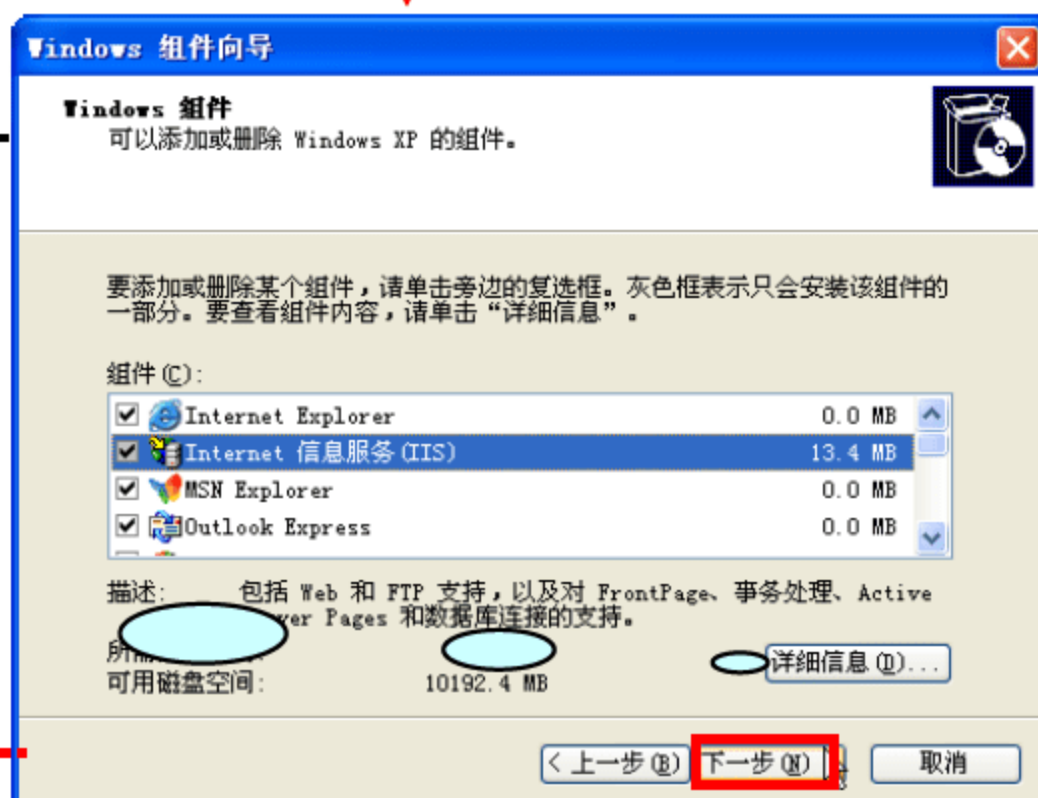 Windows 组件向导
Windows 组件
可以添加或删除 Windows XP 的组件。
要添加或删除某个组件，请单击旁边的复选框。灰色框表示只会安装该组件的
一部分。要查看组件内容，请单击“详细信息”。
组件(C):
Internet Explorer 0.0 MB
Internet 信息服务(IIS) 13.4 MB
MSN Explorer 0.0 MB
Outlook Express 0.0 MB
描述: 包括 Web 和 FTP 支持，以及对 FrontPage、事务处理、Active
Pages 和数据库连接的支持。
详细信息(D)...
可用磁盘空间: 10192.4 MB
< 上一步(B) 下一步(N) 取消